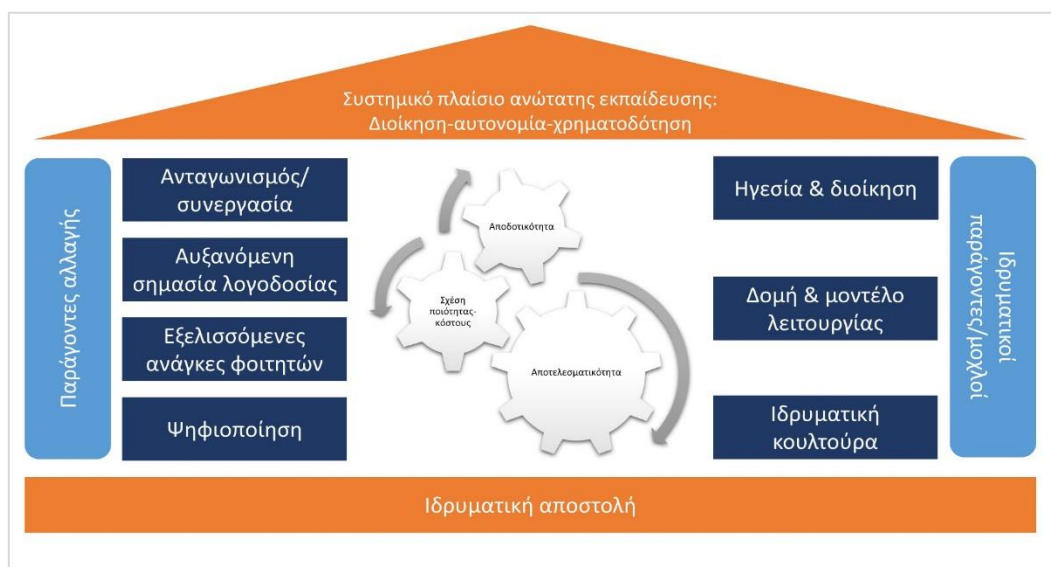 Συστημικό πλαίσιο ανώτατης εκπαίδευσης:
Διοίκηση-αυτονομία-χρηματοδότηση
Παράγοντες αλλαγής
Ανταγωνισμός/
συνεργασία
Αυξανόμενη
σημασία λογοδοσίας
Εξελισσόμενες
ανάγκες φοιτητών
Ψηφιοποίηση
Αποδοτικότητα
Σχέση
ποιότητας-
κόστους
Αποτελεσματικότητα
Ηγεσία & διοίκηση
Δομή & μοντέλο
λειτουργίας
Ιδρυματική
κουλτούρα
Ιδρυματικοί
παράγοντες/μοχλοί
Ιδρυματική αποστολή